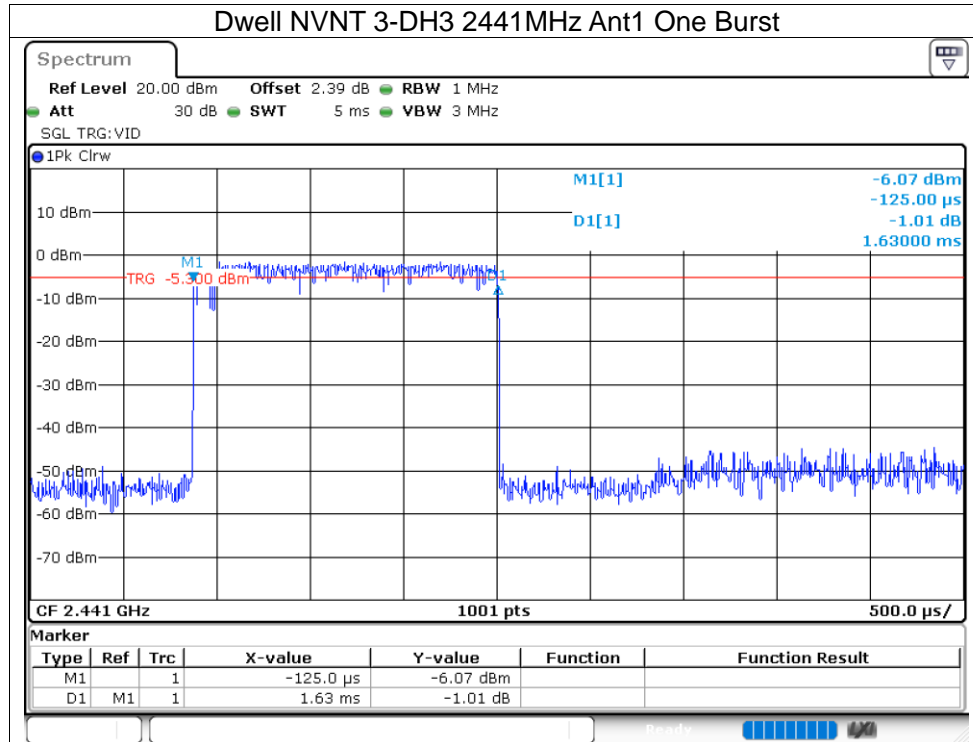 Dwell NVNT 3-DH3 2441MHz Ant1 One Burst
Spectrum
Ref Level 20.00 dBm Offset 2.39 dB RBW 1 MHz
Att 30 dB SWT 5 ms VBW 3 MHz
SGL TRG:VID
1Pk Clrw
M1[1] -6.07 dBm
-125.00 µs
10 dBm
D1[1] -1.01 dB
1.63000 ms
0 dBm
M1
TRG -5.300 dBm
D1
-10 dBm
-20 dBm
-30 dBm
-40 dBm
-50 dBm
-60 dBm
-70 dBm
CF 2.441 GHz 1001 pts 500.0 µs/
Marker
Type Ref Trc X-value Y-value Function Function Result
M1 1 -125.0 µs -6.07 dBm
D1 M1 1 1.63 ms -1.01 dB
Ready LXI